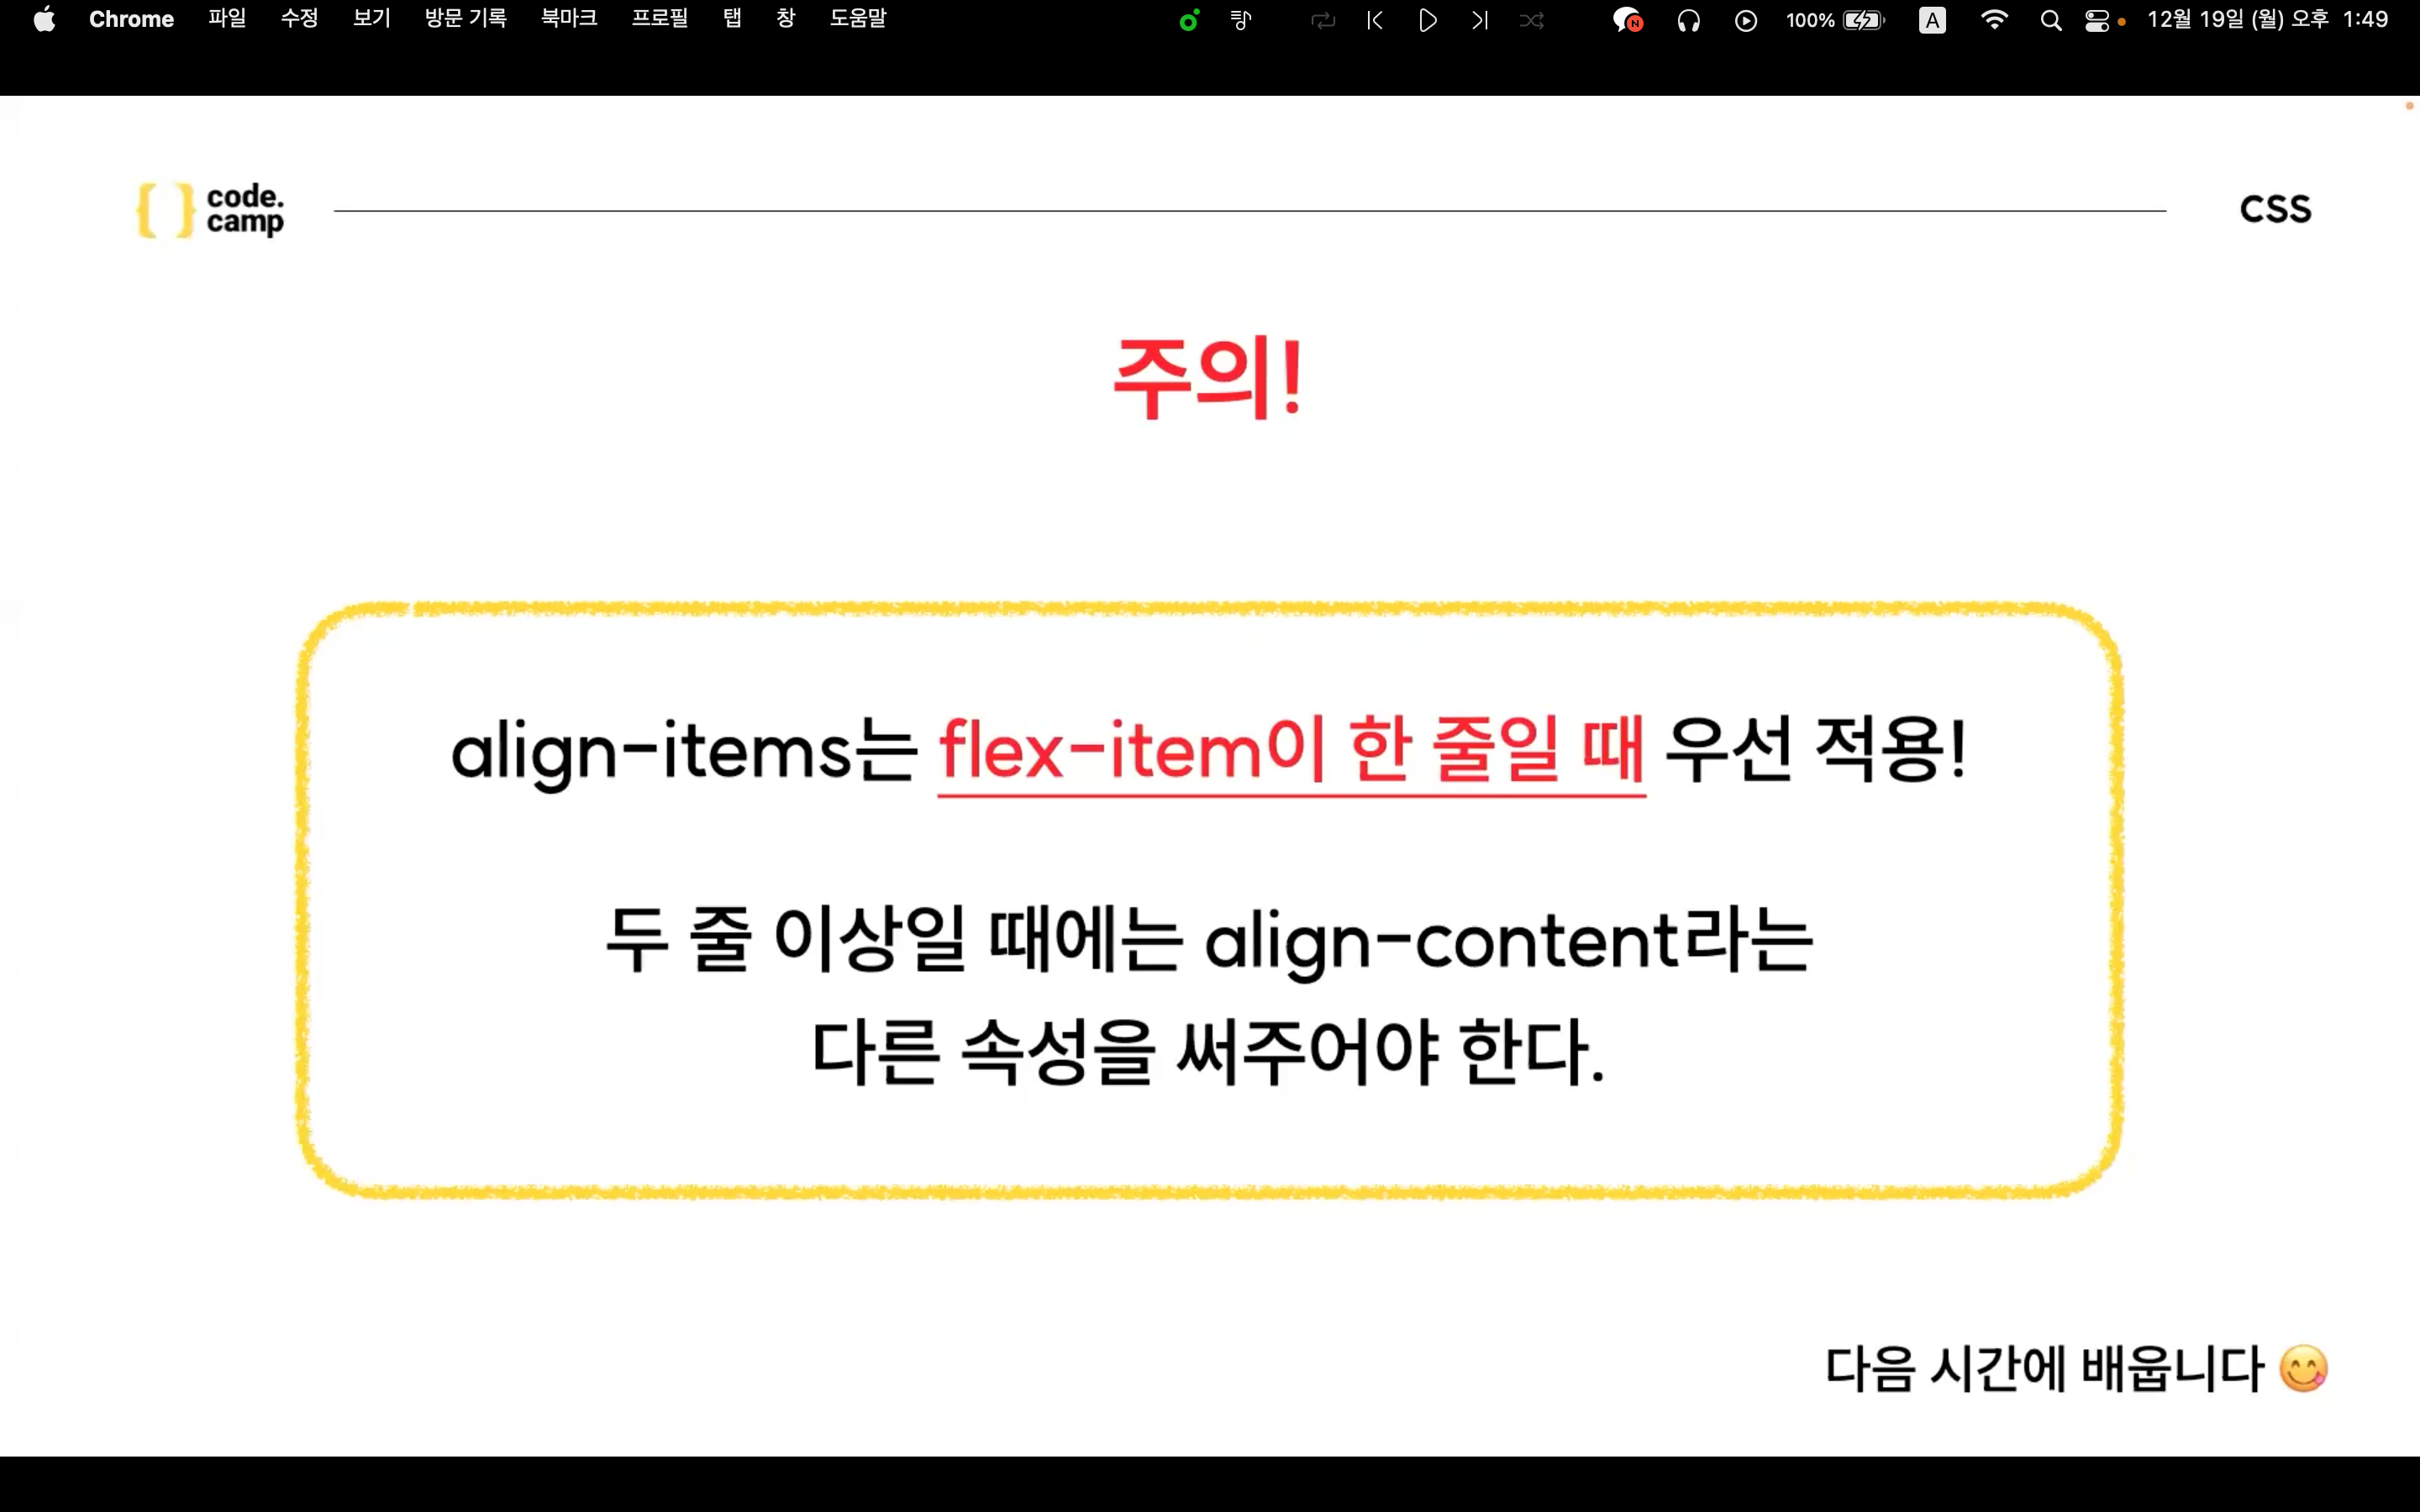 Chrome 파일 수정 보기 방문 기록 북마크 프로필 탭 창 도움말 N 100% A 12월 19일 (월) 오후 1:49
{ } code.
camp
CSS
주의!
align-items는 flex-item이 한 줄일 때 우선 적용!
두 줄 이상일 때에는 align-content라는
다른 속성을 써주어야 한다.
다음 시간에 배웁니다 😋